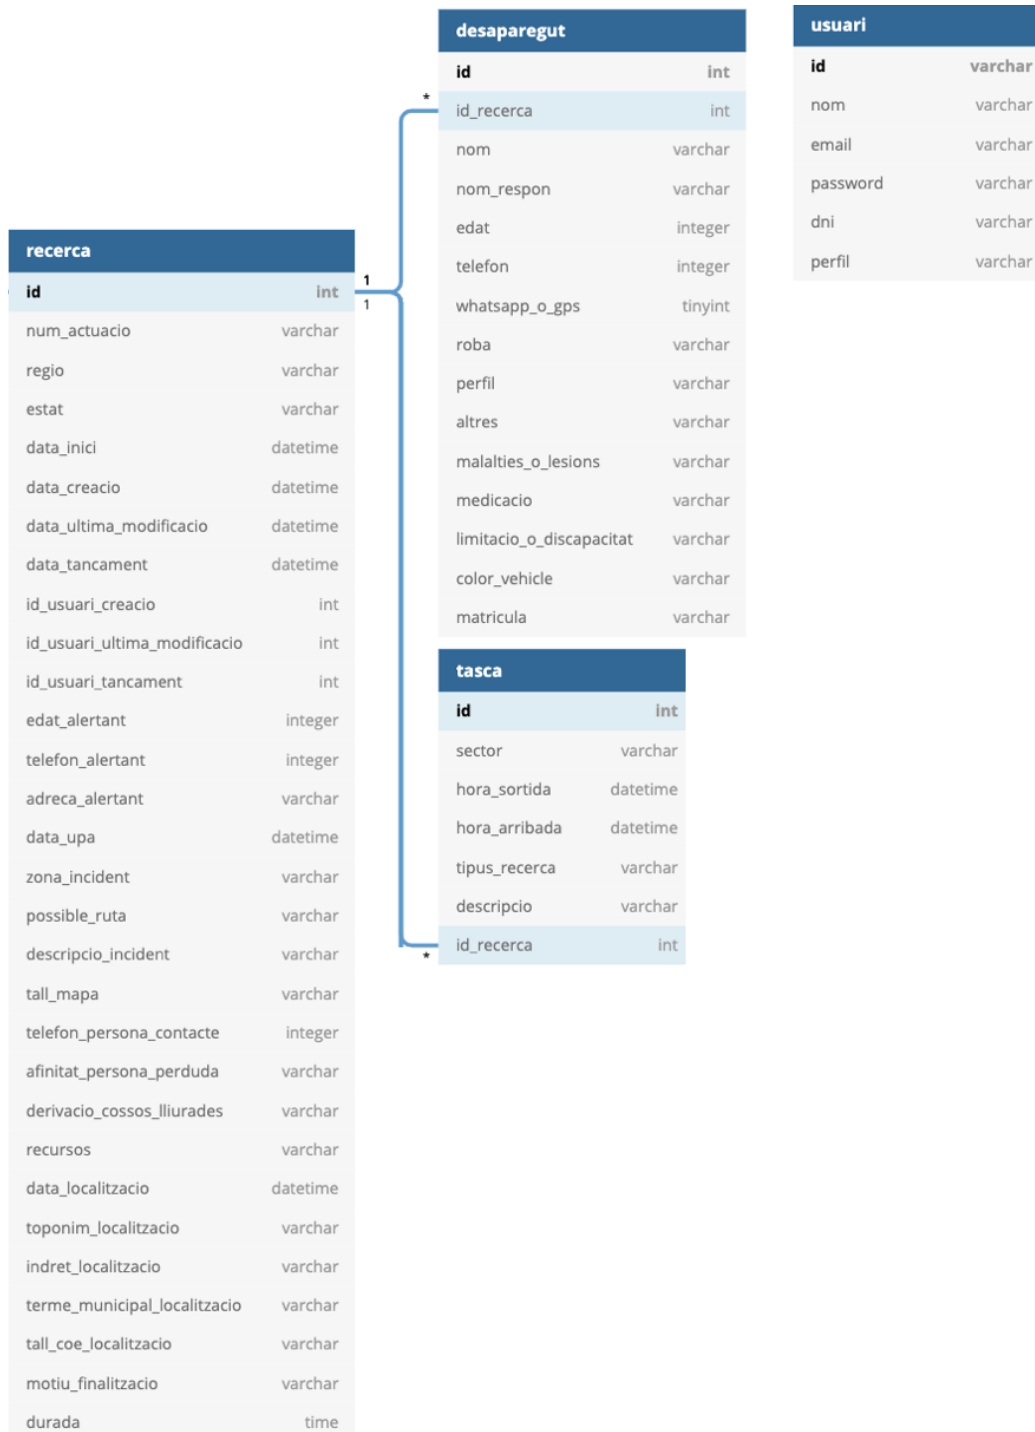 desaparegut
id int
* id_recerca int
nom varchar
nom_respon varchar
edat integer
telefon integer
whatsapp_o_gps tinyint
roba varchar
perfil varchar
altres varchar
malalties_o_lesions varchar
medicacio varchar
limitacio_o_discapacitat varchar
color_vehicle varchar
matricula varchar
usuari
id varchar
nom varchar
email varchar
password varchar
dni varchar
perfil varchar
recerca
id int 1
1
num_actuacio varchar
regio varchar
estat varchar
data_inici datetime
data_creacio datetime
data_ultima_modificacio datetime
data_tancament datetime
id_usuari_creacio int
id_usuari_ultima_modificacio int
id_usuari_tancament int
edat_alertant integer
telefon_alertant integer
adreca_alertant varchar
data_upa datetime
zona_incident varchar
possible_ruta varchar
descripcio_incident varchar
tall_mapa varchar
telefon_persona_contacte integer
afinitat_persona_perduda varchar
derivacio_cossos_lliurades varchar
recursos varchar
data_localitzacio datetime
toponim_localitzacio varchar
indret_localitzacio varchar
terme_municipal_localitzacio varchar
tall_coe_localitzacio varchar
motiu_finalitzacio varchar
durada time
tasca
id int
sector varchar
hora_sortida datetime
hora_arribada datetime
tipus_recerca varchar
descripcio varchar
* id_recerca int